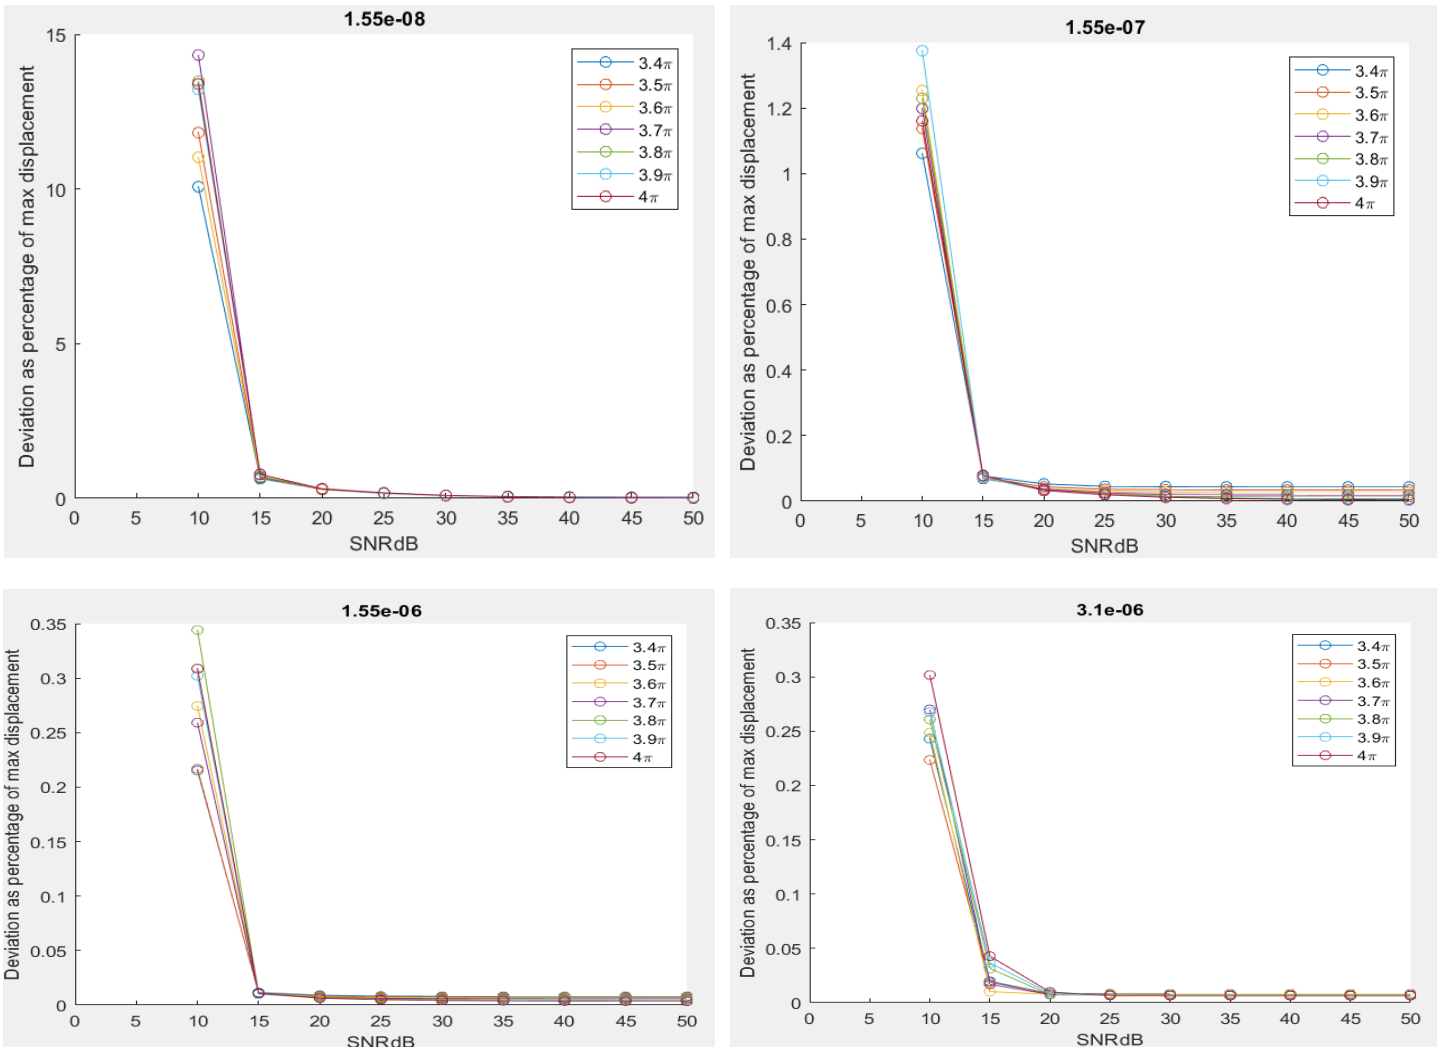 1.55e-08
Deviation as percentage of max displacement
15
10
5
0
0 5 10 15 20 25 30 35 40 45 50
SNRdB
3.4π
3.5π
3.6π
3.7π
3.8π
3.9π
4π
1.55e-07
Deviation as percentage of max displacement
1.4
1.2
1
0.8
0.6
0.4
0.2
0
0 5 10 15 20 25 30 35 40 45 50
SNRdB
3.4π
3.5π
3.6π
3.7π
3.8π
3.9π
4π
1.55e-06
Deviation as percentage of max displacement
0.35
0.3
0.25
0.2
0.15
0.1
0.05
0
0 5 10 15 20 25 30 35 40 45 50
SNRdB
3.4π
3.5π
3.6π
3.7π
3.8π
3.9π
4π
3.1e-06
Deviation as percentage of max displacement
0.35
0.3
0.25
0.2
0.15
0.1
0.05
0
0 5 10 15 20 25 30 35 40 45 50
SNRdB
3.4π
3.5π
3.6π
3.7π
3.8π
3.9π
4π